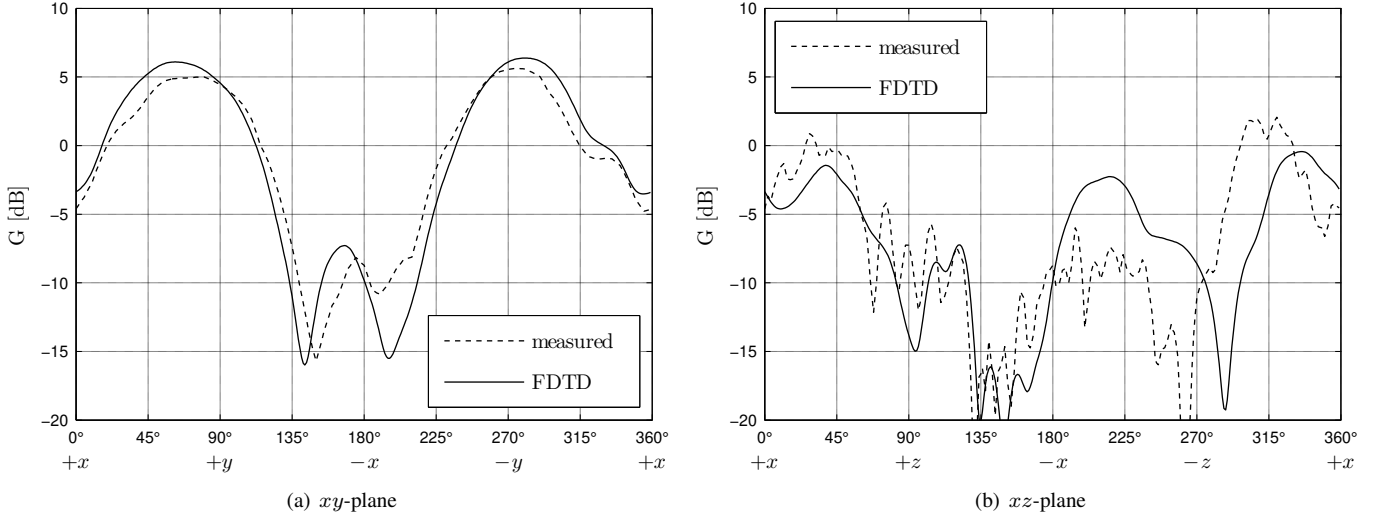 10
5
0
−5
−10
−15
−20
G [dB]
0° 45° 90° 135° 180° 225° 270° 315° 360°
+x +y −x −y +x
measured
FDTD
(a) xy-plane
10
5
0
−5
−10
−15
−20
G [dB]
measured
FDTD
0° 45° 90° 135° 180° 225° 270° 315° 360°
+x +z −x −z +x
(b) xz-plane